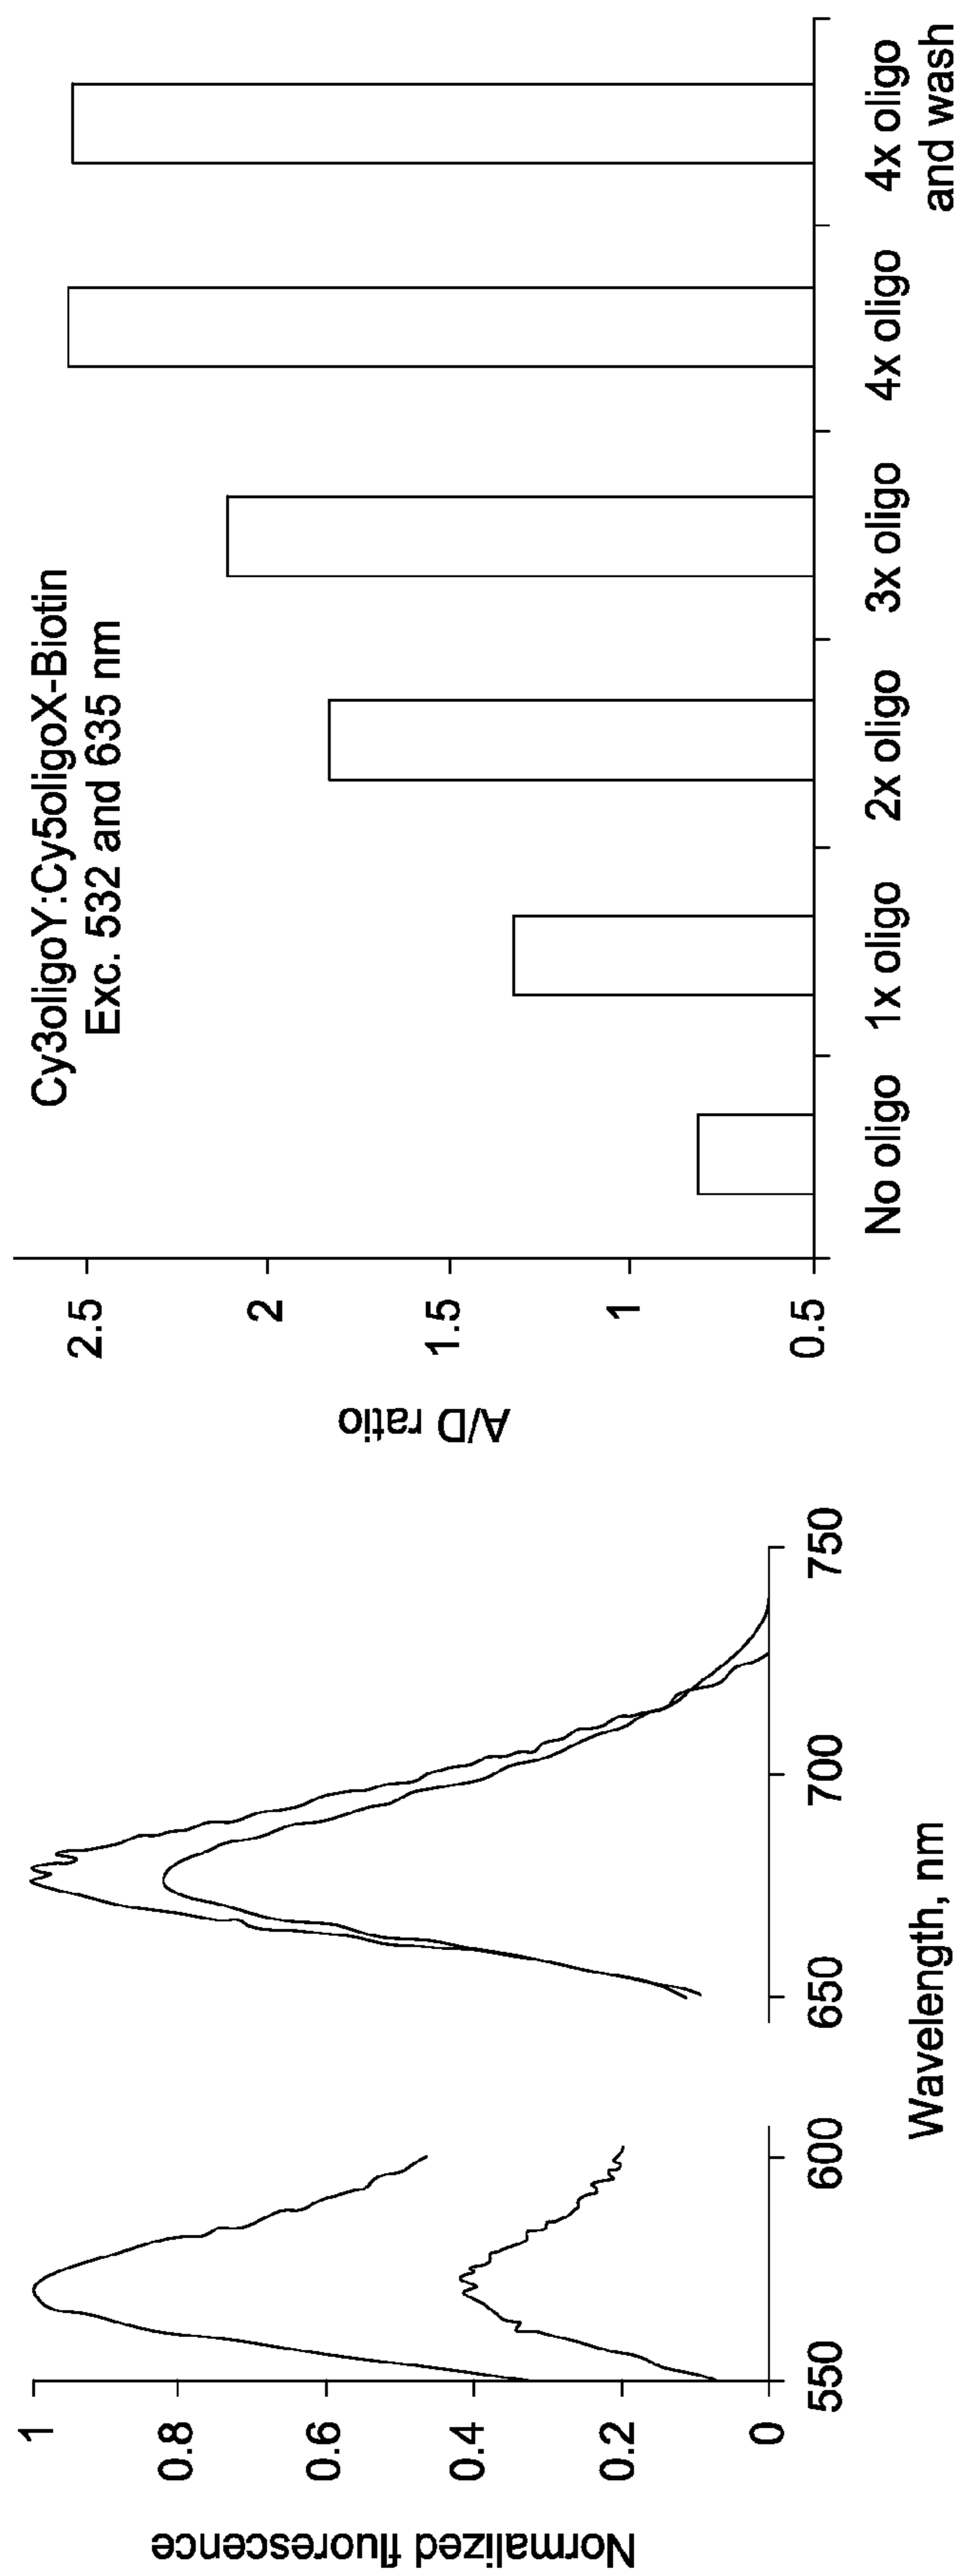 Normalized fluorescence
1
0.8
0.6
0.4
0.2
0
550
600
650
700
750
Wavelength, nm
Cy3oligoY:Cy5oligoX-Biotin
Exc. 532 and 635 nm
A/D ratio
2.5
2
1.5
1
0.5
No oligo
1x oligo
2x oligo
3x oligo
4x oligo
4x oligo
and wash